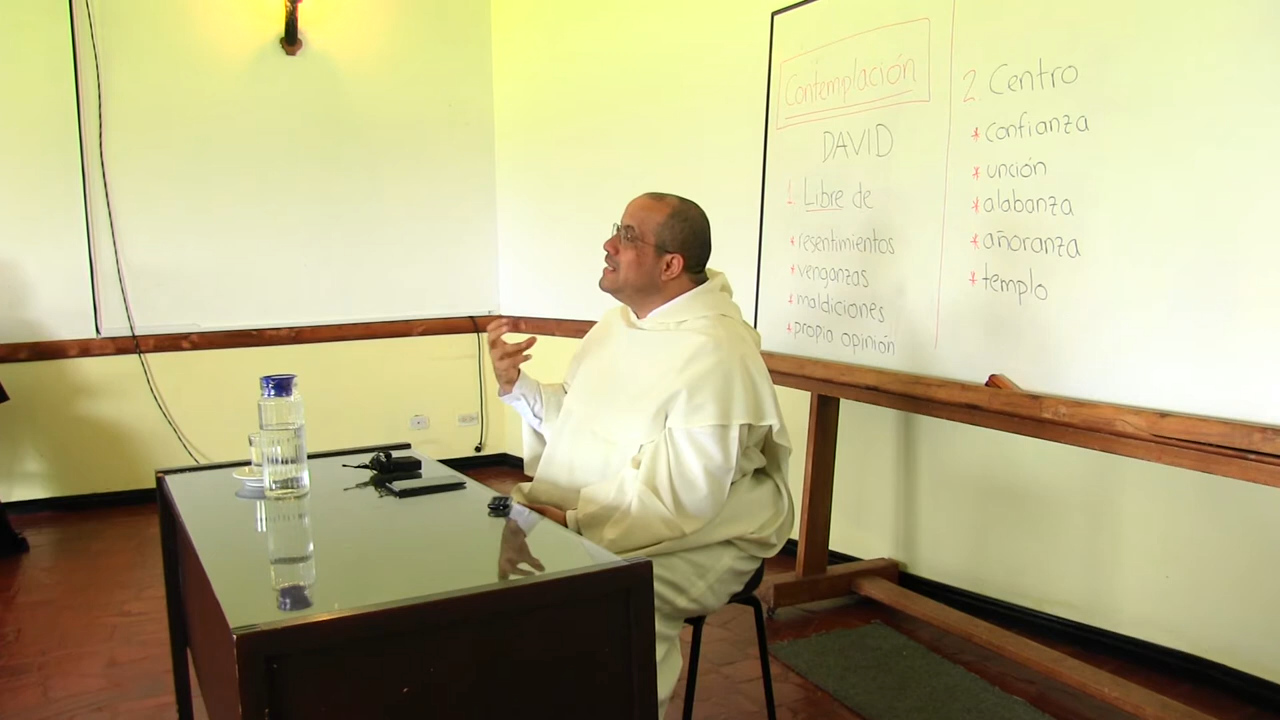 Contemplación
DAVID
1. Libre de
* resentimientos
* venganzas
* maldiciones
* propia opinión
2. Centro
* confianza
* unción
* alabanza
* añoranza
* templo